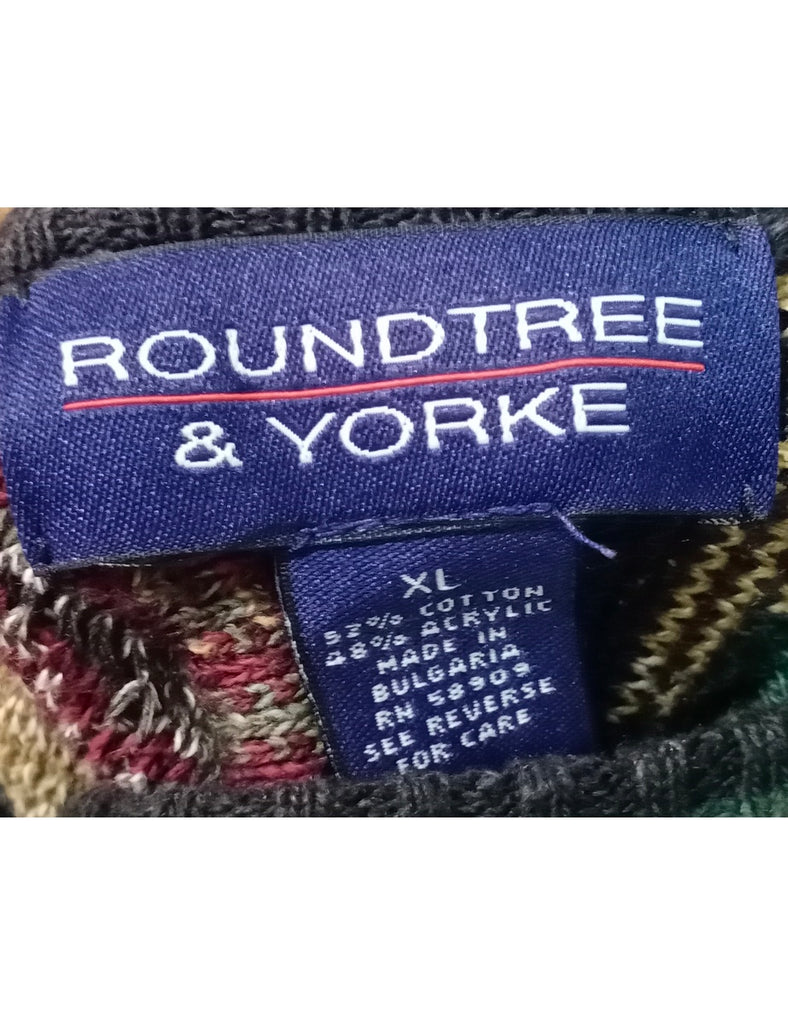 ROUNDTREE
& YORKE
XL
52% COTTON
48% ACRYLIC
MADE IN
BULGARIA
RN 58909
SEE REVERSE
FOR CARE